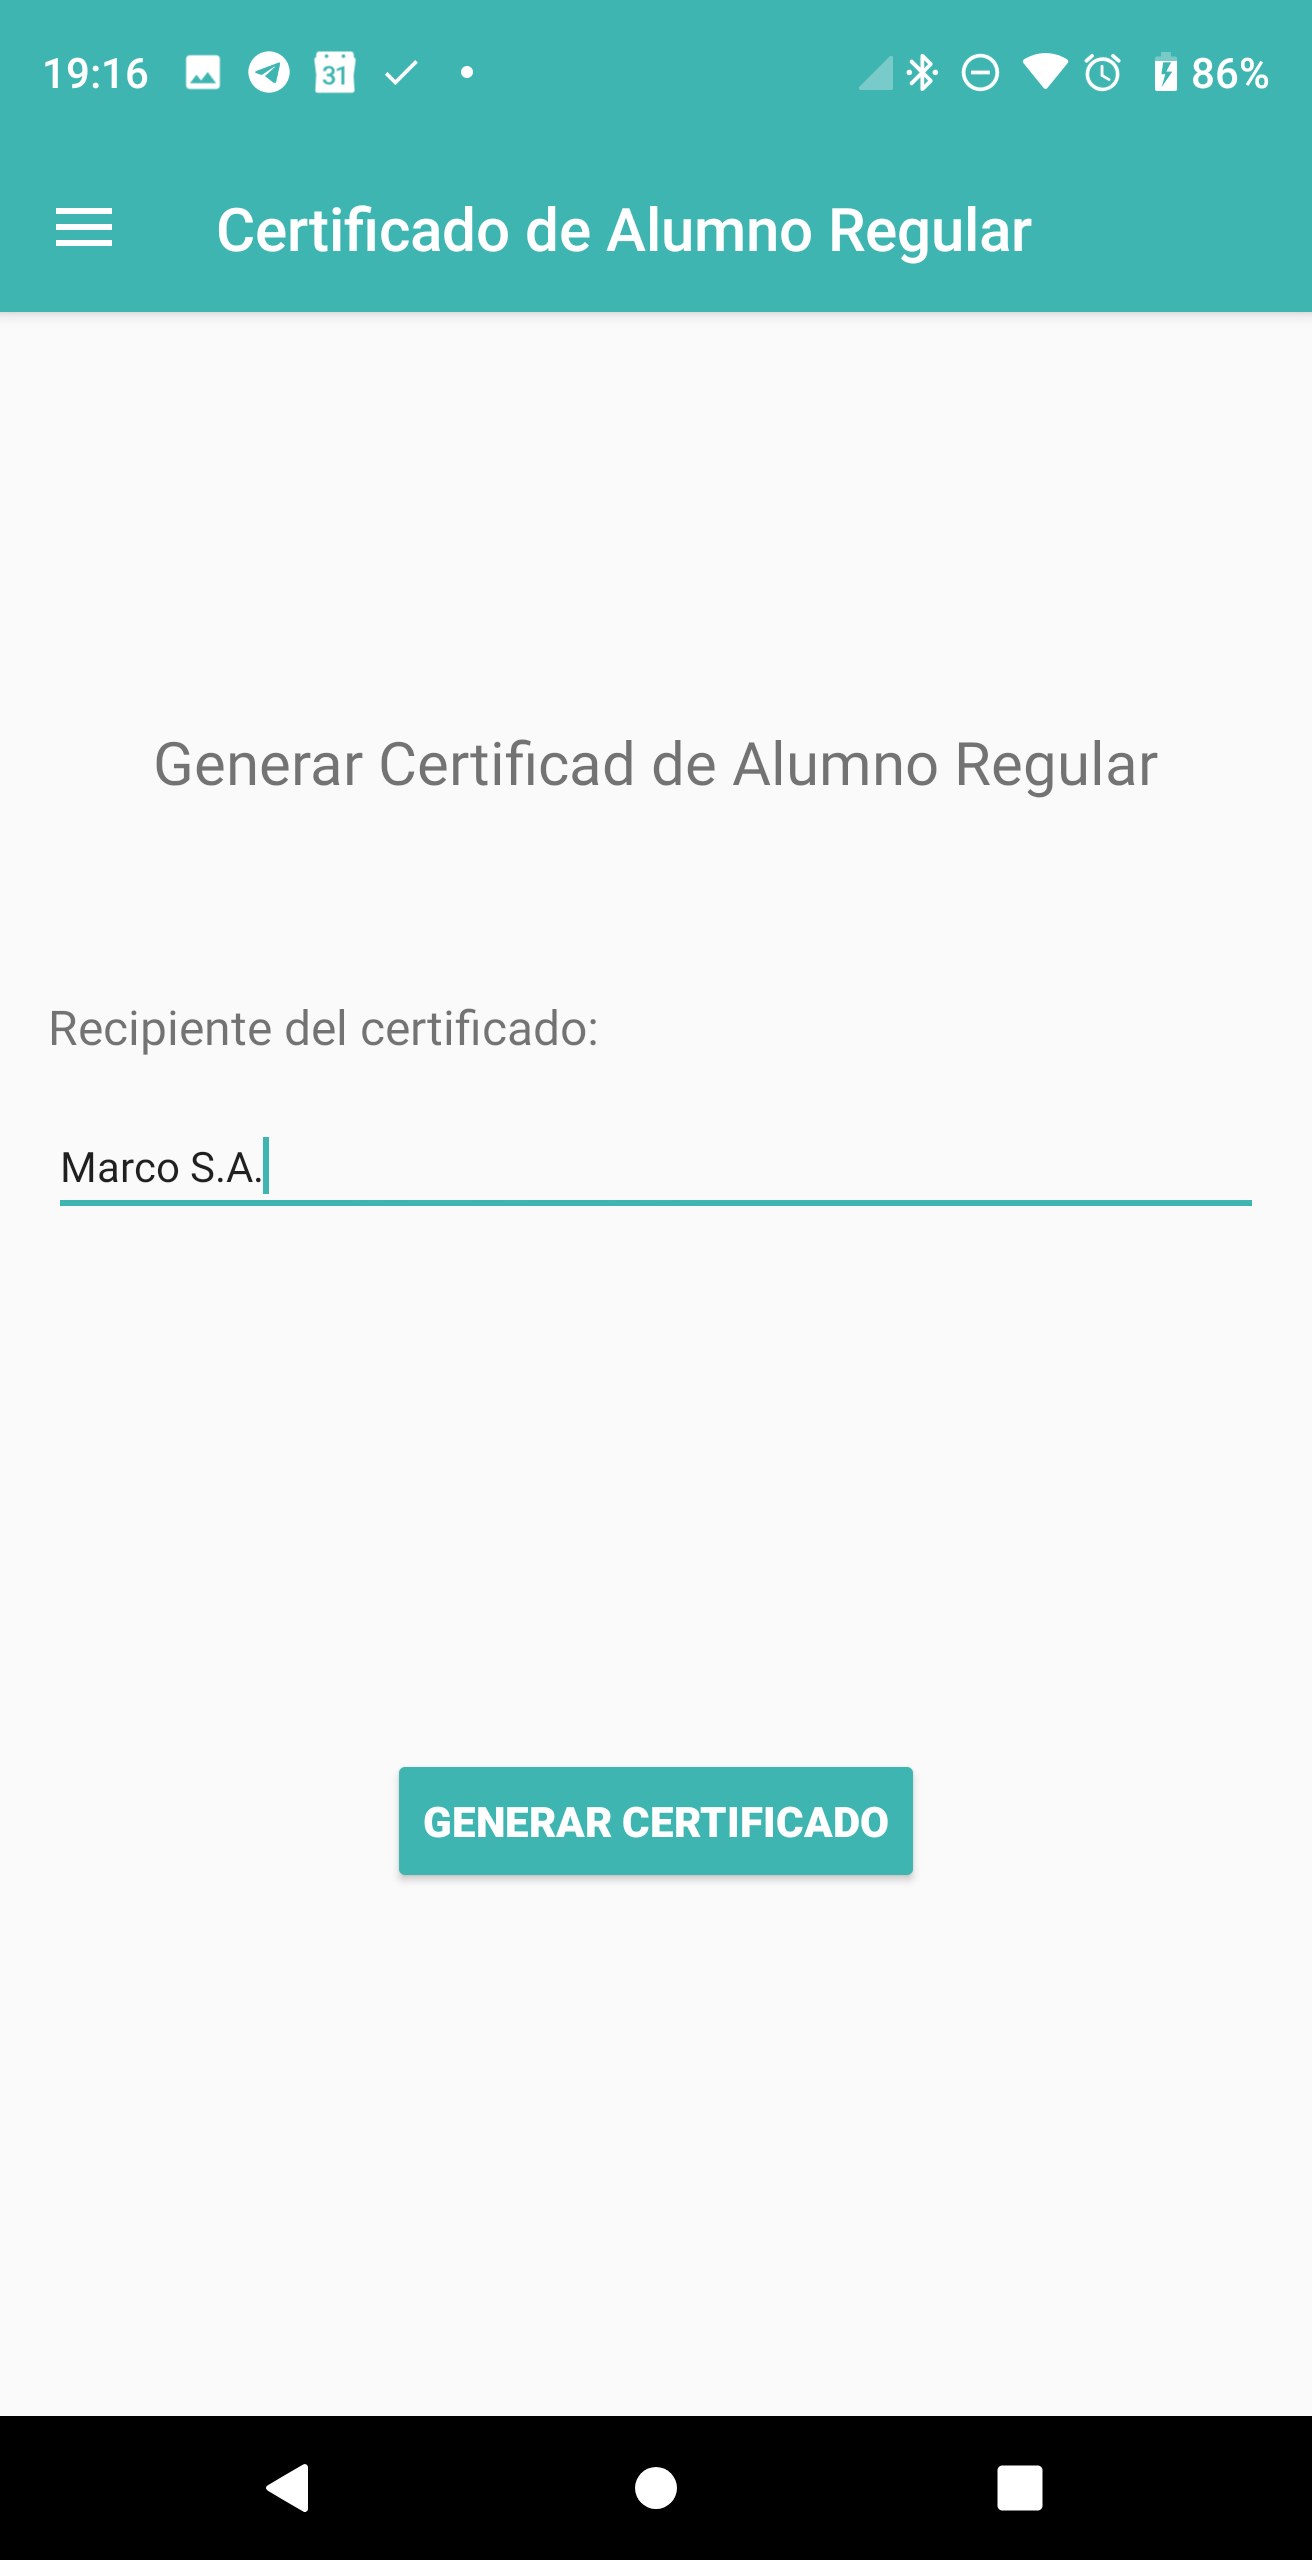 19:16 31 86%
Certificado de Alumno Regular
Generar Certificad de Alumno Regular
Recipiente del certificado:
Marco S.A.
GENERAR CERTIFICADO